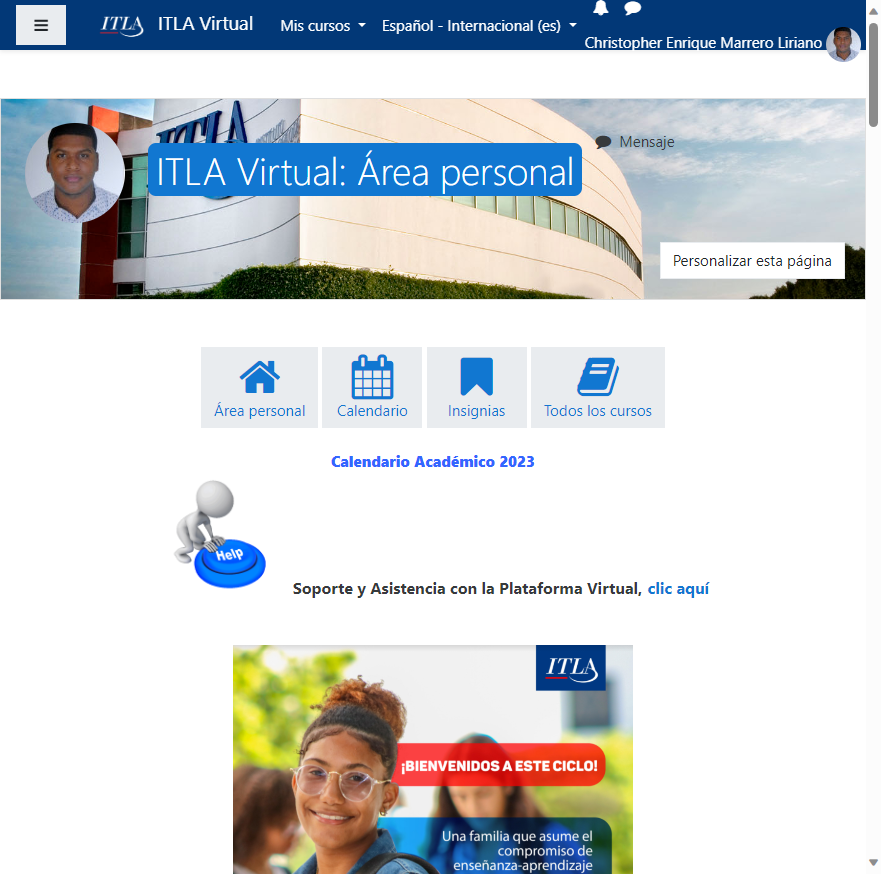 ITLA
ITLA Virtual
Mis cursos
Español - Internacional (es)
Christopher Enrique Marrero Liriano
ITLA
ITLA Virtual: Área personal
Mensaje
Personalizar esta página
Área personal
Calendario
Insignias
Todos los cursos
Calendario Académico 2023
Help
Soporte y Asistencia con la Plataforma Virtual, clic aquí
ITLA
¡BIENVENIDOS A ESTE CICLO!
Una familia que asume el
compromiso de
enseñanza-aprendizaje